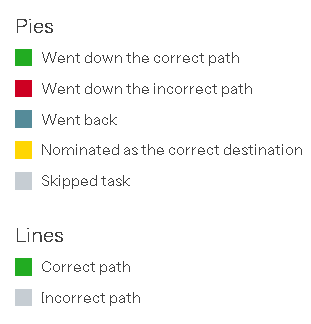 Pies
Went down the correct path
Went down the incorrect path
Went back
Nominated as the correct destination
Skipped task
Lines
Correct path
Incorrect path